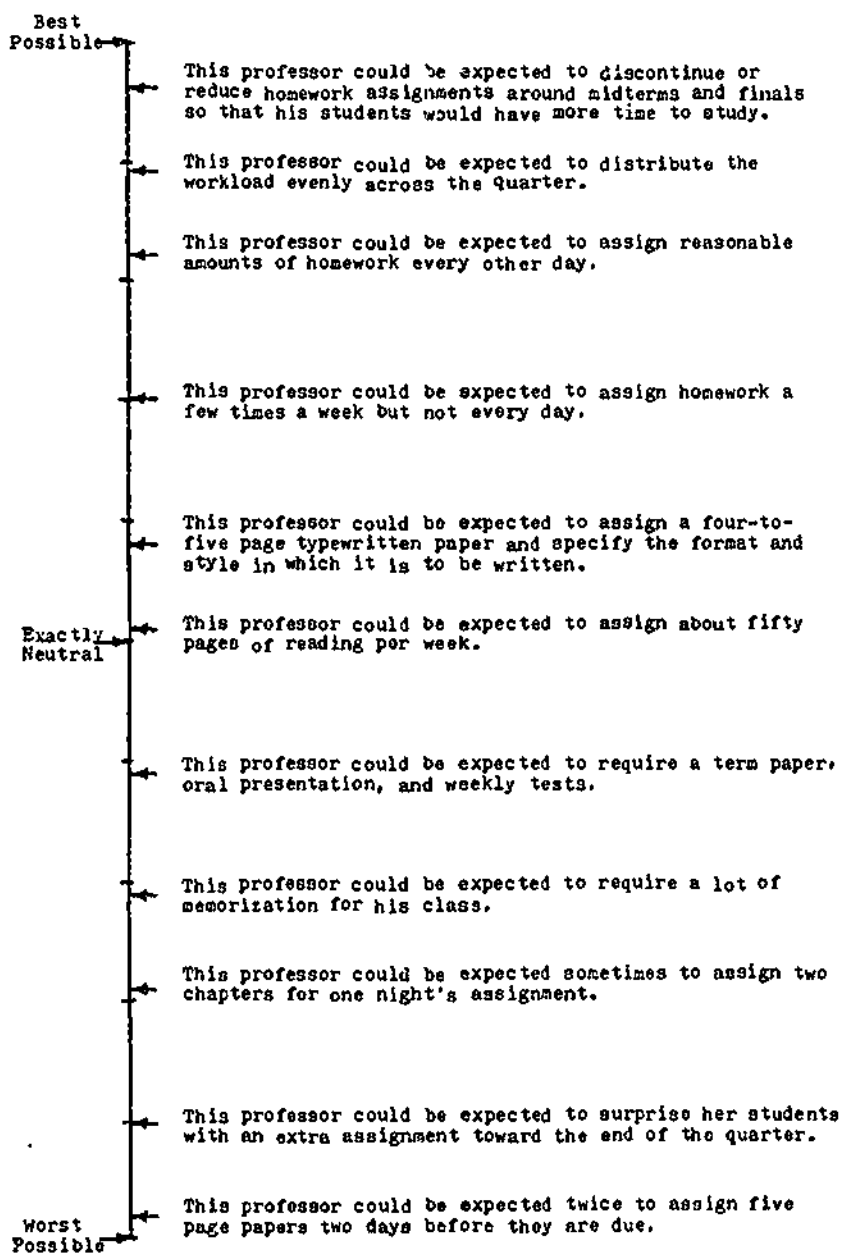 Best
Possible
This professor could be expected to discontinue or
reduce homework assignments around midterms and finals
so that his students would have more time to study.
This professor could be expected to distribute the
workload evenly across the quarter.
This professor could be expected to assign reasonable
amounts of homework every other day.
This professor could be expected to assign homework a
few times a week but not every day.
This professor could be expected to assign a four-to-
five page typewritten paper and specify the format and
style in which it is to be written.
Exactly
Neutral
This professor could be expected to assign about fifty
pages of reading per week.
This professor could be expected to require a term paper,
oral presentation, and weekly tests.
This professor could be expected to require a lot of
memorization for his class.
This professor could be expected sometimes to assign two
chapters for one night's assignment.
This professor could be expected to surprise her students
with an extra assignment toward the end of the quarter.
This professor could be expected twice to assign five
page papers two days before they are due.
Worst
Possible